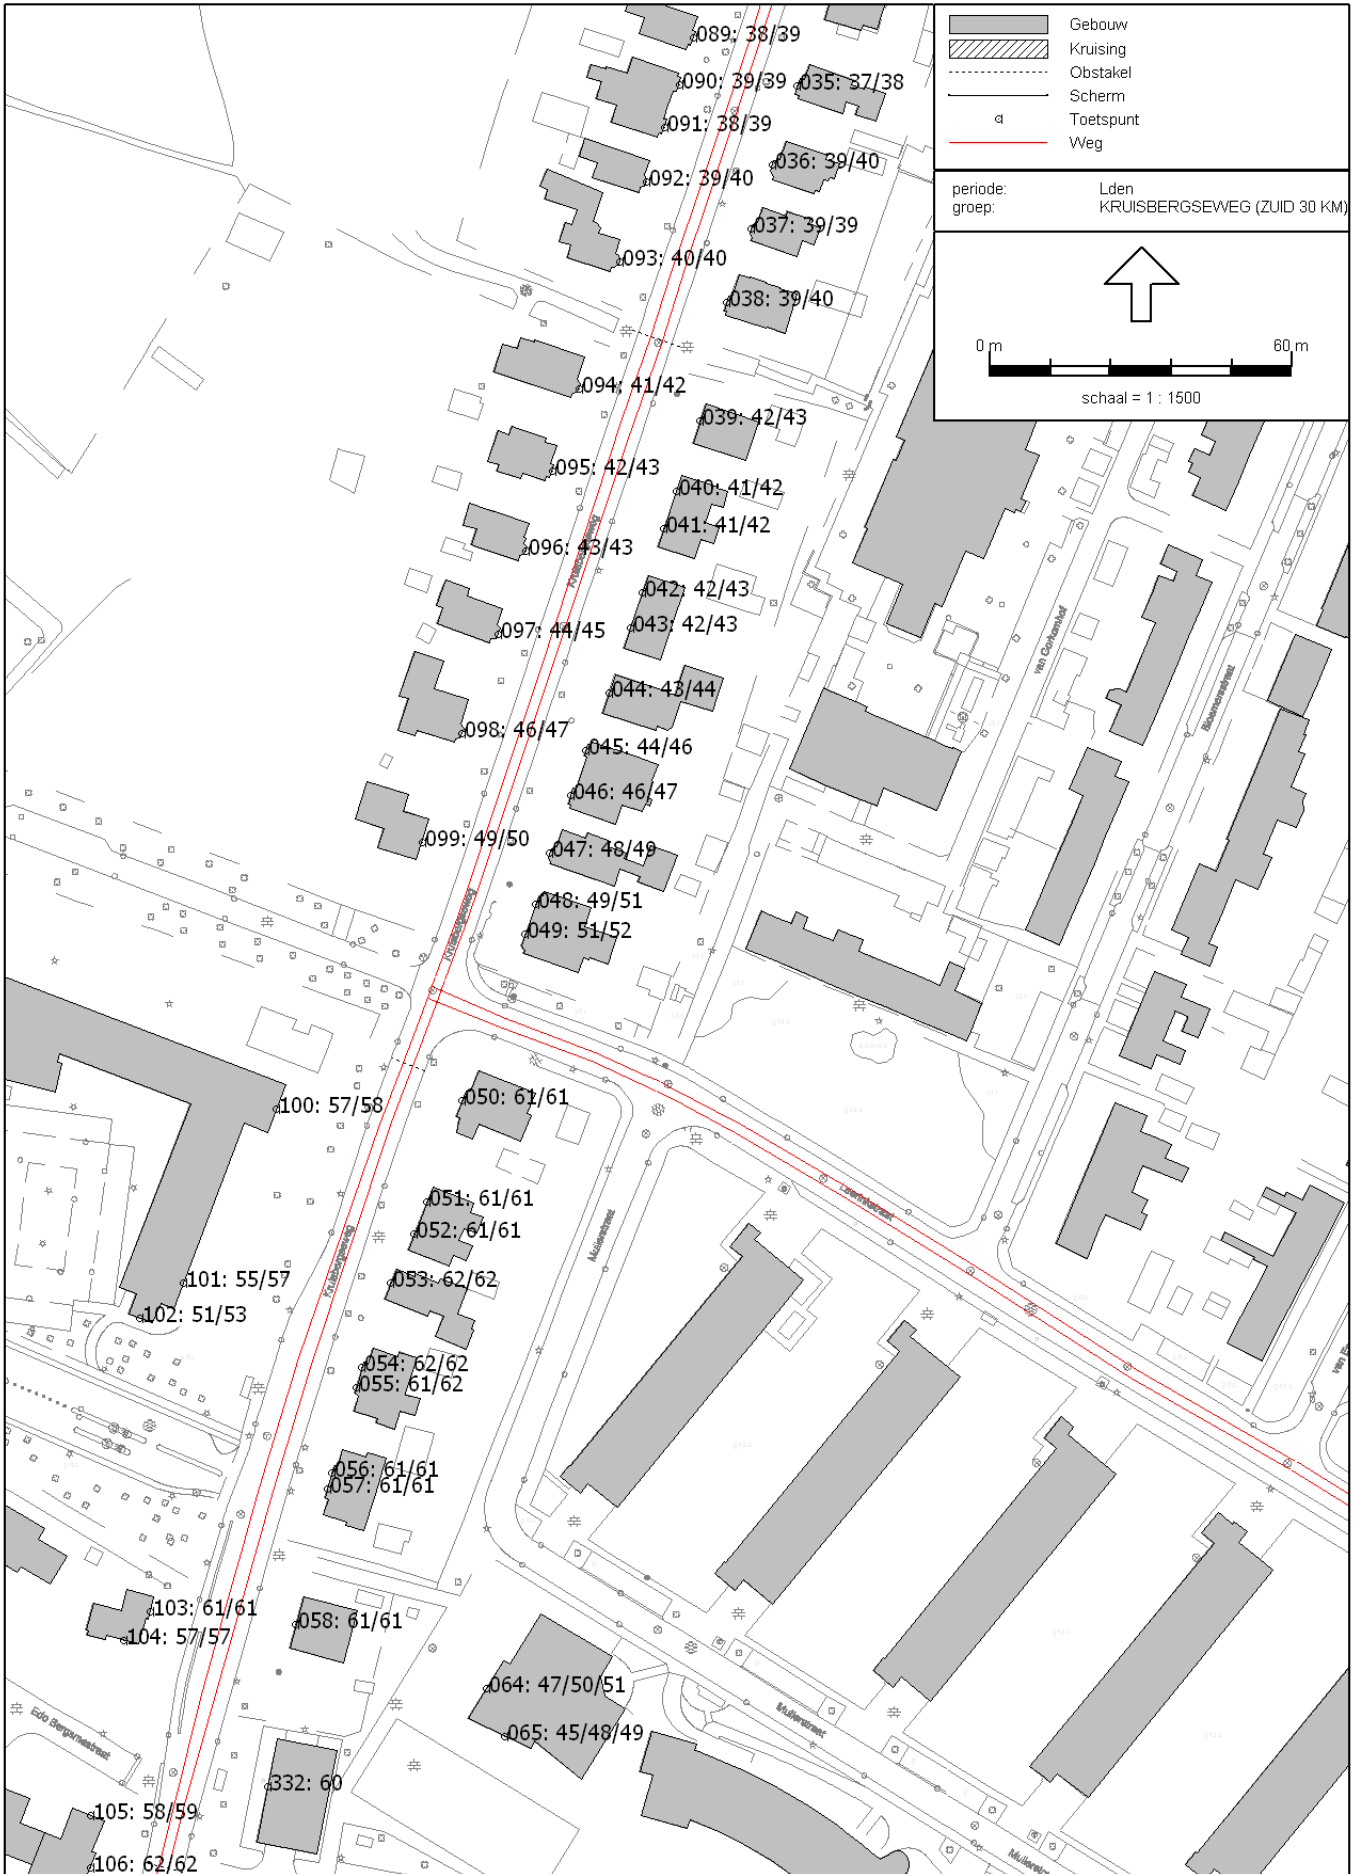 Gebouw
Kruising
Obstakel
Scherm
Toetspunt
Weg
periode: Lden
groep: KRUISBERGSEWEG (ZUID 30 KM)
0 m 60 m
schaal = 1 : 1500
089: 38/39
090: 39/39
035: 37/38
091: 38/39
036: 39/40
092: 39/40
037: 39/39
093: 40/40
038: 39/40
094: 41/42
039: 42/43
095: 42/43
040: 41/42
041: 41/42
Kruisbergseweg
096: 43/43
042: 42/43
097: 44/45
043: 42/43
van Gorkomhof
044: 43/44
Bloemenstraat
098: 46/47
045: 44/46
046: 46/47
099: 49/50
047: 48/49
048: 49/51
Kruisbergseweg
049: 51/52
050: 61/61
100: 57/58
051: 61/61
Leerinkstraat
052: 61/61
Mullerstraat
Kruisbergseweg
101: 55/57
053: 62/62
102: 51/53
054: 62/62
055: 61/62
056: 61/61
057: 61/61
103: 61/61
058: 61/61
104: 57/57
064: 47/50/51
Mullerstraat
Edo Bergsmastraat
065: 45/48/49
332: 60
105: 58/59
106: 62/62